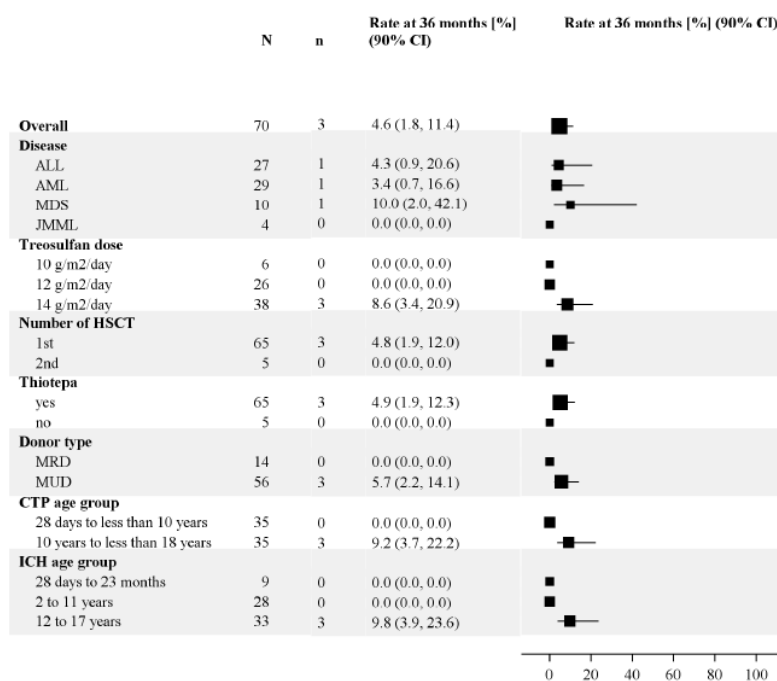 Rate at 36 months [%] Rate at 36 months [%] (90% CI)
N n (90% CI)
Overall 70 3 4.6 (1.8, 11.4)
Disease
ALL 27 1 4.3 (0.9, 20.6)
AML 29 1 3.4 (0.7, 16.6)
MDS 10 1 10.0 (2.0, 42.1)
JMML 4 0 0.0 (0.0, 0.0)
Treosulfan dose
10 g/m2/day 6 0 0.0 (0.0, 0.0)
12 g/m2/day 26 0 0.0 (0.0, 0.0)
14 g/m2/day 38 3 8.6 (3.4, 20.9)
Number of HSCT
1st 65 3 4.8 (1.9, 12.0)
2nd 5 0 0.0 (0.0, 0.0)
Thiotepa
yes 65 3 4.9 (1.9, 12.3)
no 5 0 0.0 (0.0, 0.0)
Donor type
MRD 14 0 0.0 (0.0, 0.0)
MUD 56 3 5.7 (2.2, 14.1)
CTP age group
28 days to less than 10 years 35 0 0.0 (0.0, 0.0)
10 years to less than 18 years 35 3 9.2 (3.7, 22.2)
ICH age group
28 days to 23 months 9 0 0.0 (0.0, 0.0)
2 to 11 years 28 0 0.0 (0.0, 0.0)
12 to 17 years 33 3 9.8 (3.9, 23.6)
0 20 40 60 80 100